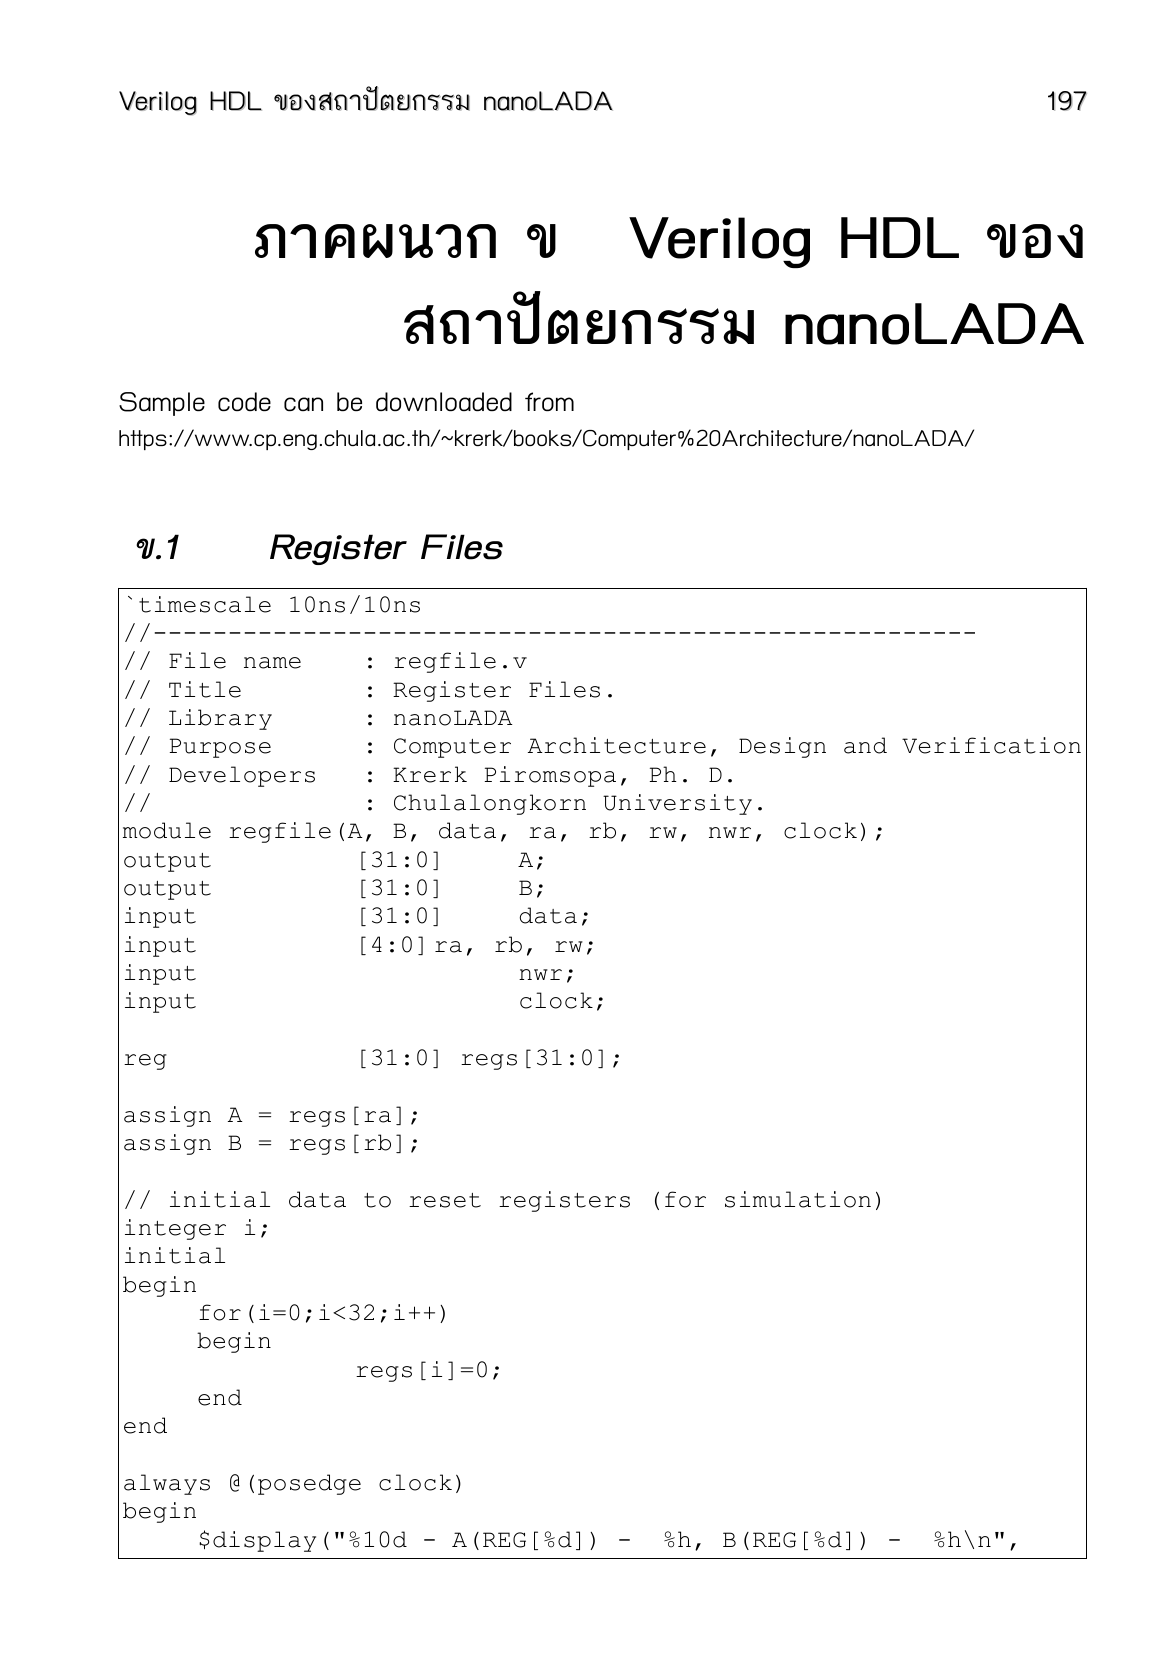 Verilog HDL ของสถาปัตยกรรม nanoLADA 197
ภาคผนวก ข Verilog HDL ของ
สถาปัตยกรรม nanoLADA
Sample code can be downloaded from
https://www.cp.eng.chula.ac.th/~krerk/books/Computer%20Architecture/nanoLADA/
ข.1 Register Files
`timescale 10ns/10ns
//-------------------------------------------------------
// File name    : regfile.v
// Title        : Register Files.
// Library      : nanoLADA
// Purpose      : Computer Architecture, Design and Verification
// Developers   : Krerk Piromsopa, Ph. D.
//              : Chulalongkorn University.
module regfile(A, B, data, ra, rb, rw, nwr, clock);
output          [31:0]     A;
output          [31:0]     B;
input           [31:0]     data;
input           [4:0] ra, rb, rw;
input                      nwr;
input                      clock;
reg             [31:0] regs[31:0];
assign A = regs[ra];
assign B = regs[rb];
// initial data to reset registers (for simulation)
integer i;
initial
begin
     for(i=0;i<32;i++)
     begin
               regs[i]=0;
     end
end
always @(posedge clock)
begin
     $display("%10d - A(REG[%d]) -  %h, B(REG[%d]) -  %h\n",